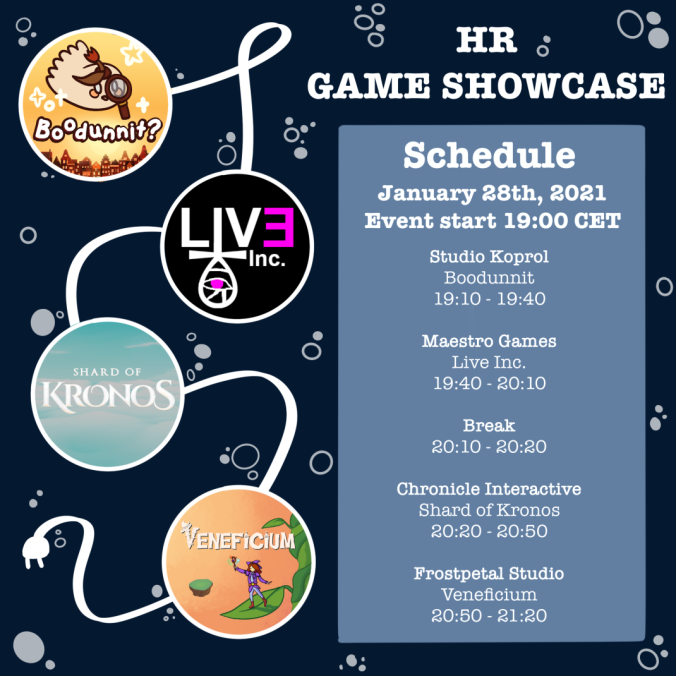 HR
GAME SHOWCASE
Boodunnit?
LIVE
Inc.
SHARD OF
KRONOS
VENEFICIUM
Schedule
January 28th, 2021
Event start 19:00 CET
Studio Koprol
Boodunnit
19:10 - 19:40
Maestro Games
Live Inc.
19:40 - 20:10
Break
20:10 - 20:20
Chronicle Interactive
Shard of Kronos
20:20 - 20:50
Frostpetal Studio
Veneficium
20:50 - 21:20